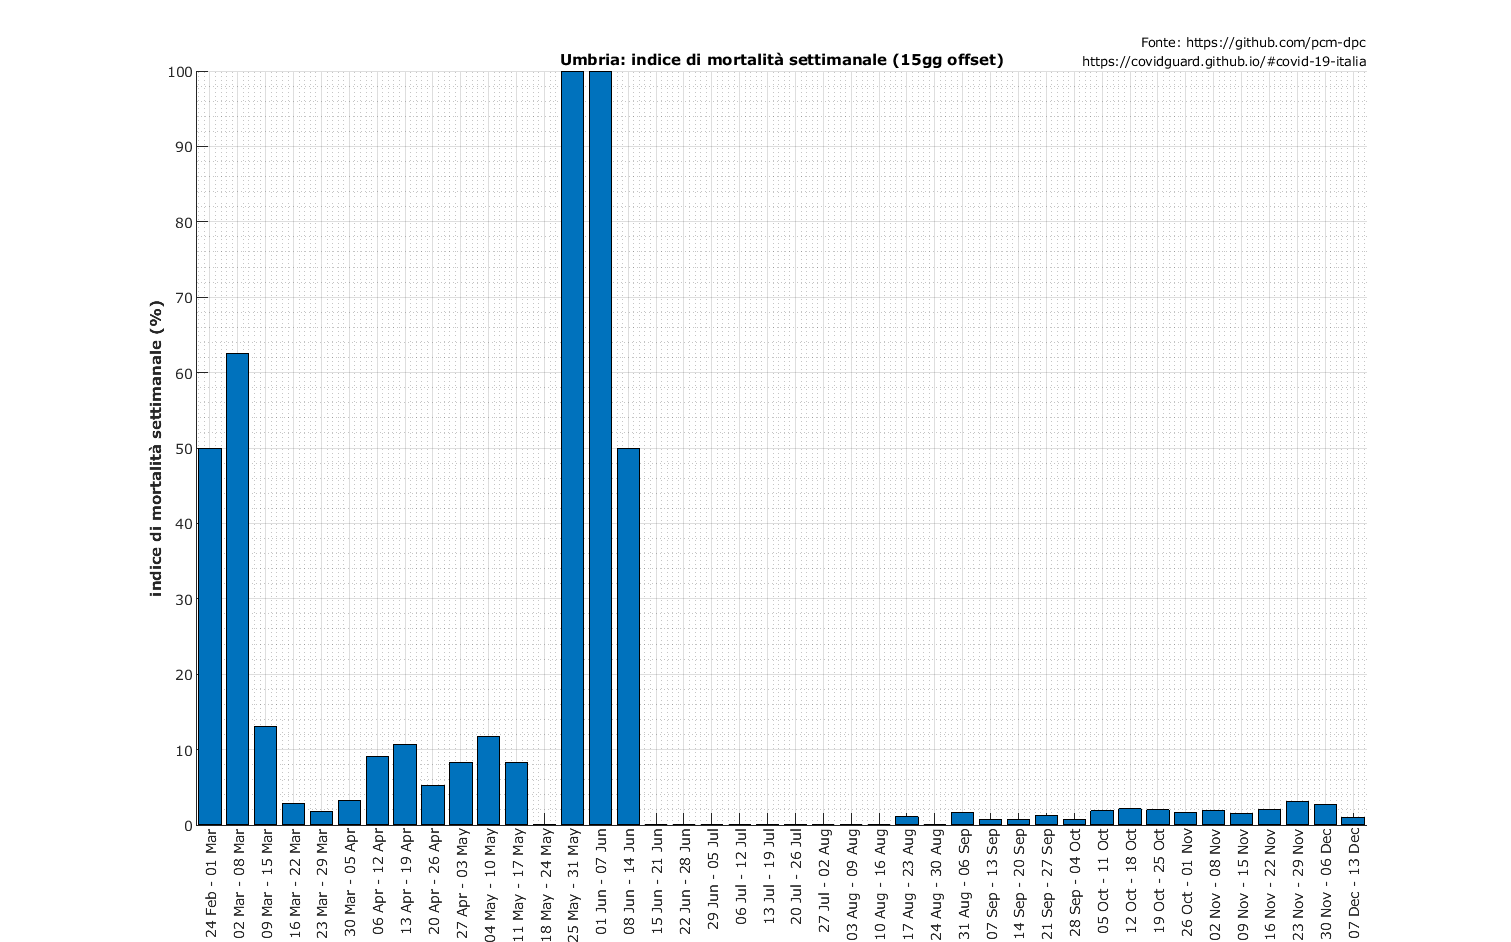 Fonte: https://github.com/pcm-dpc
https://covidguard.github.io/#covid-19-italia
Umbria: indice di mortalità settimanale (15gg offset)
indice di mortalità settimanale (%)
100
90
80
70
60
50
40
30
20
10
0
24 Feb - 01 Mar
02 Mar - 08 Mar
09 Mar - 15 Mar
16 Mar - 22 Mar
23 Mar - 29 Mar
30 Mar - 05 Apr
06 Apr - 12 Apr
13 Apr - 19 Apr
20 Apr - 26 Apr
27 Apr - 03 May
04 May - 10 May
11 May - 17 May
18 May - 24 May
25 May - 31 May
01 Jun - 07 Jun
08 Jun - 14 Jun
15 Jun - 21 Jun
22 Jun - 28 Jun
29 Jun - 05 Jul
06 Jul - 12 Jul
13 Jul - 19 Jul
20 Jul - 26 Jul
27 Jul - 02 Aug
03 Aug - 09 Aug
10 Aug - 16 Aug
17 Aug - 23 Aug
24 Aug - 30 Aug
31 Aug - 06 Sep
07 Sep - 13 Sep
14 Sep - 20 Sep
21 Sep - 27 Sep
28 Sep - 04 Oct
05 Oct - 11 Oct
12 Oct - 18 Oct
19 Oct - 25 Oct
26 Oct - 01 Nov
02 Nov - 08 Nov
09 Nov - 15 Nov
16 Nov - 22 Nov
23 Nov - 29 Nov
30 Nov - 06 Dec
07 Dec - 13 Dec